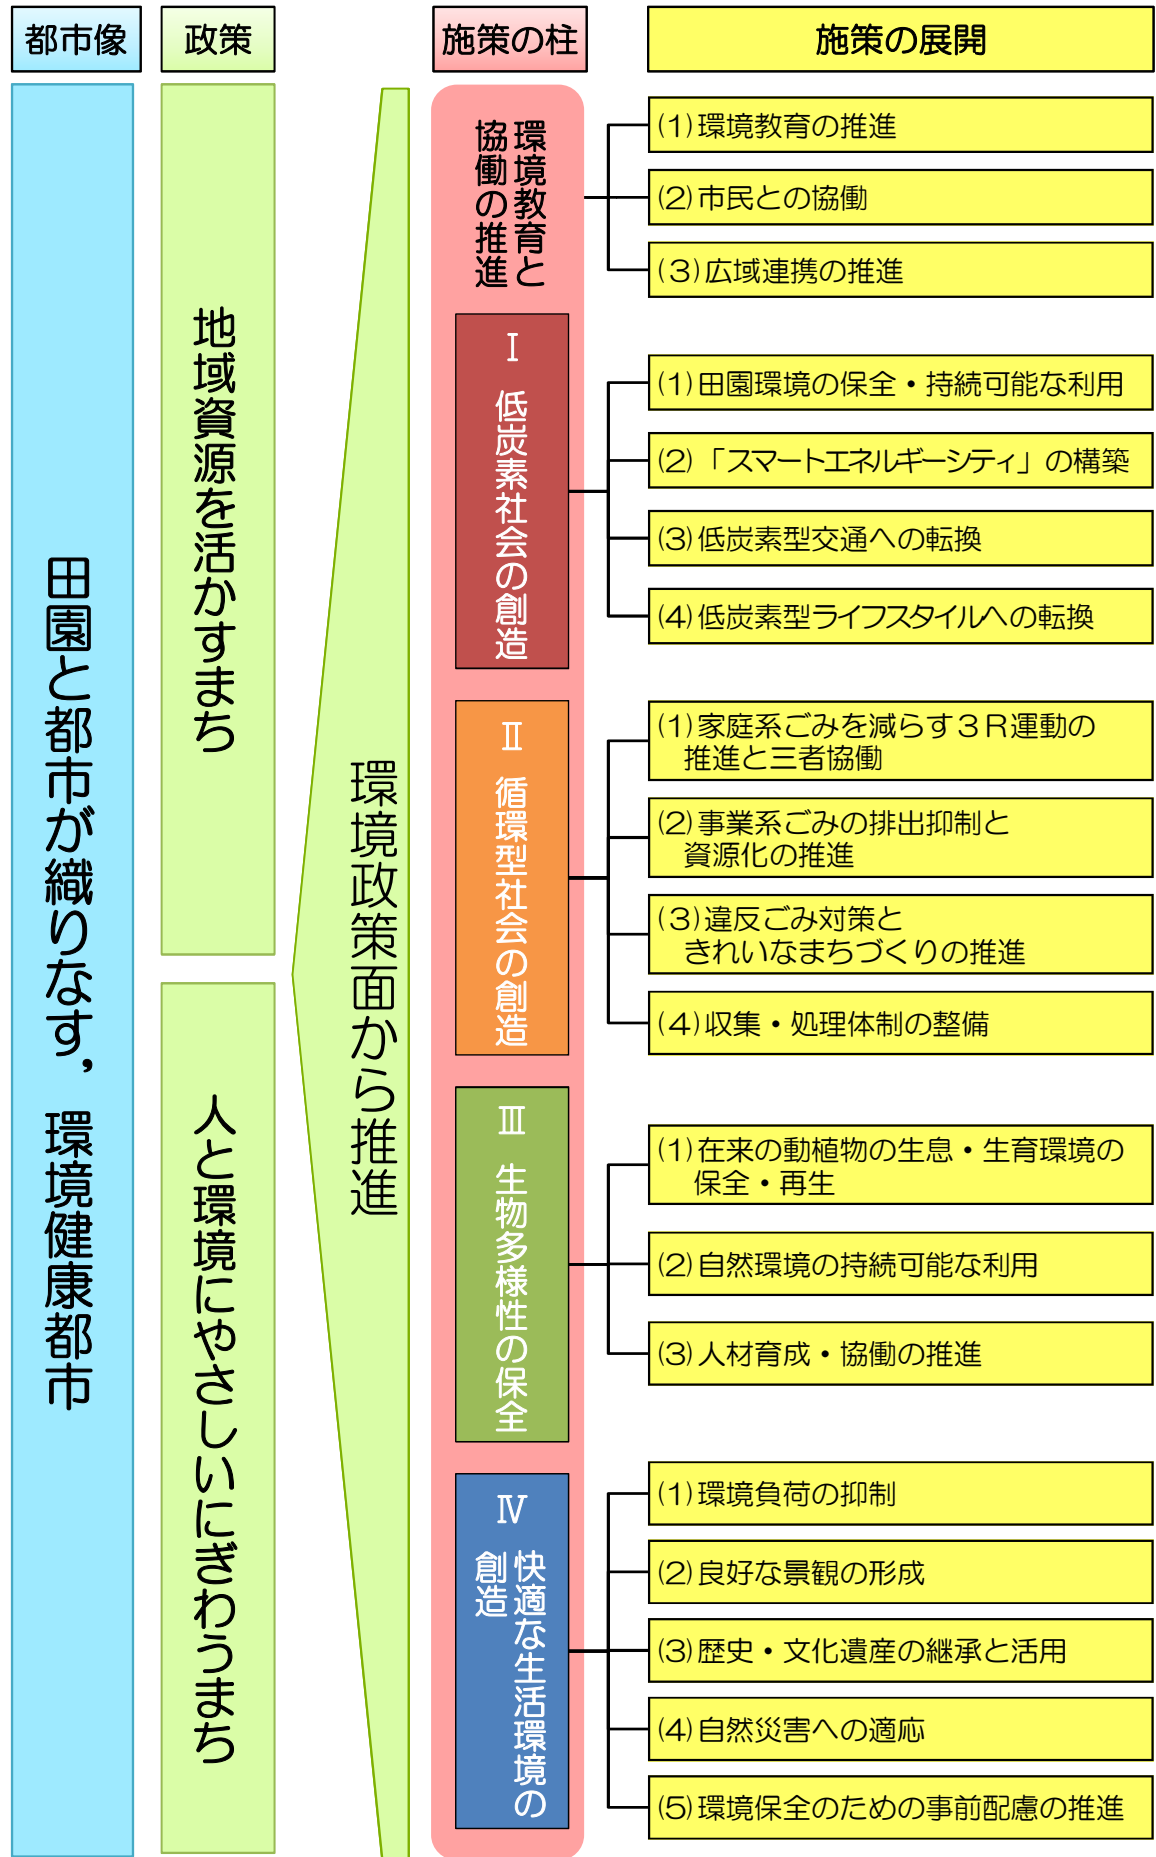 都市像
政策
施策の柱
施策の展開
田園と都市が織りなす，環境健康都市
地域資源を活かすまち
人と環境にやさしいにぎわうまち
環境政策面から推進
環境教育と
協働の推進
(1)環境教育の推進
(2)市民との協働
(3)広域連携の推進
Ⅰ 低炭素社会の創造
(1)田園環境の保全・持続可能な利用
(2)「スマートエネルギーシティ」の構築
(3)低炭素型交通への転換
(4)低炭素型ライフスタイルへの転換
Ⅱ 循環型社会の創造
(1)家庭系ごみを減らす３Ｒ運動の
推進と三者協働
(2)事業系ごみの排出抑制と
資源化の推進
(3)違反ごみ対策と
きれいなまちづくりの推進
(4)収集・処理体制の整備
Ⅲ 生物多様性の保全
(1)在来の動植物の生息・生育環境の
保全・再生
(2)自然環境の持続可能な利用
(3)人材育成・協働の推進
Ⅳ 快適な生活環境の
創造
(1)環境負荷の抑制
(2)良好な景観の形成
(3)歴史・文化遺産の継承と活用
(4)自然災害への適応
(5)環境保全のための事前配慮の推進